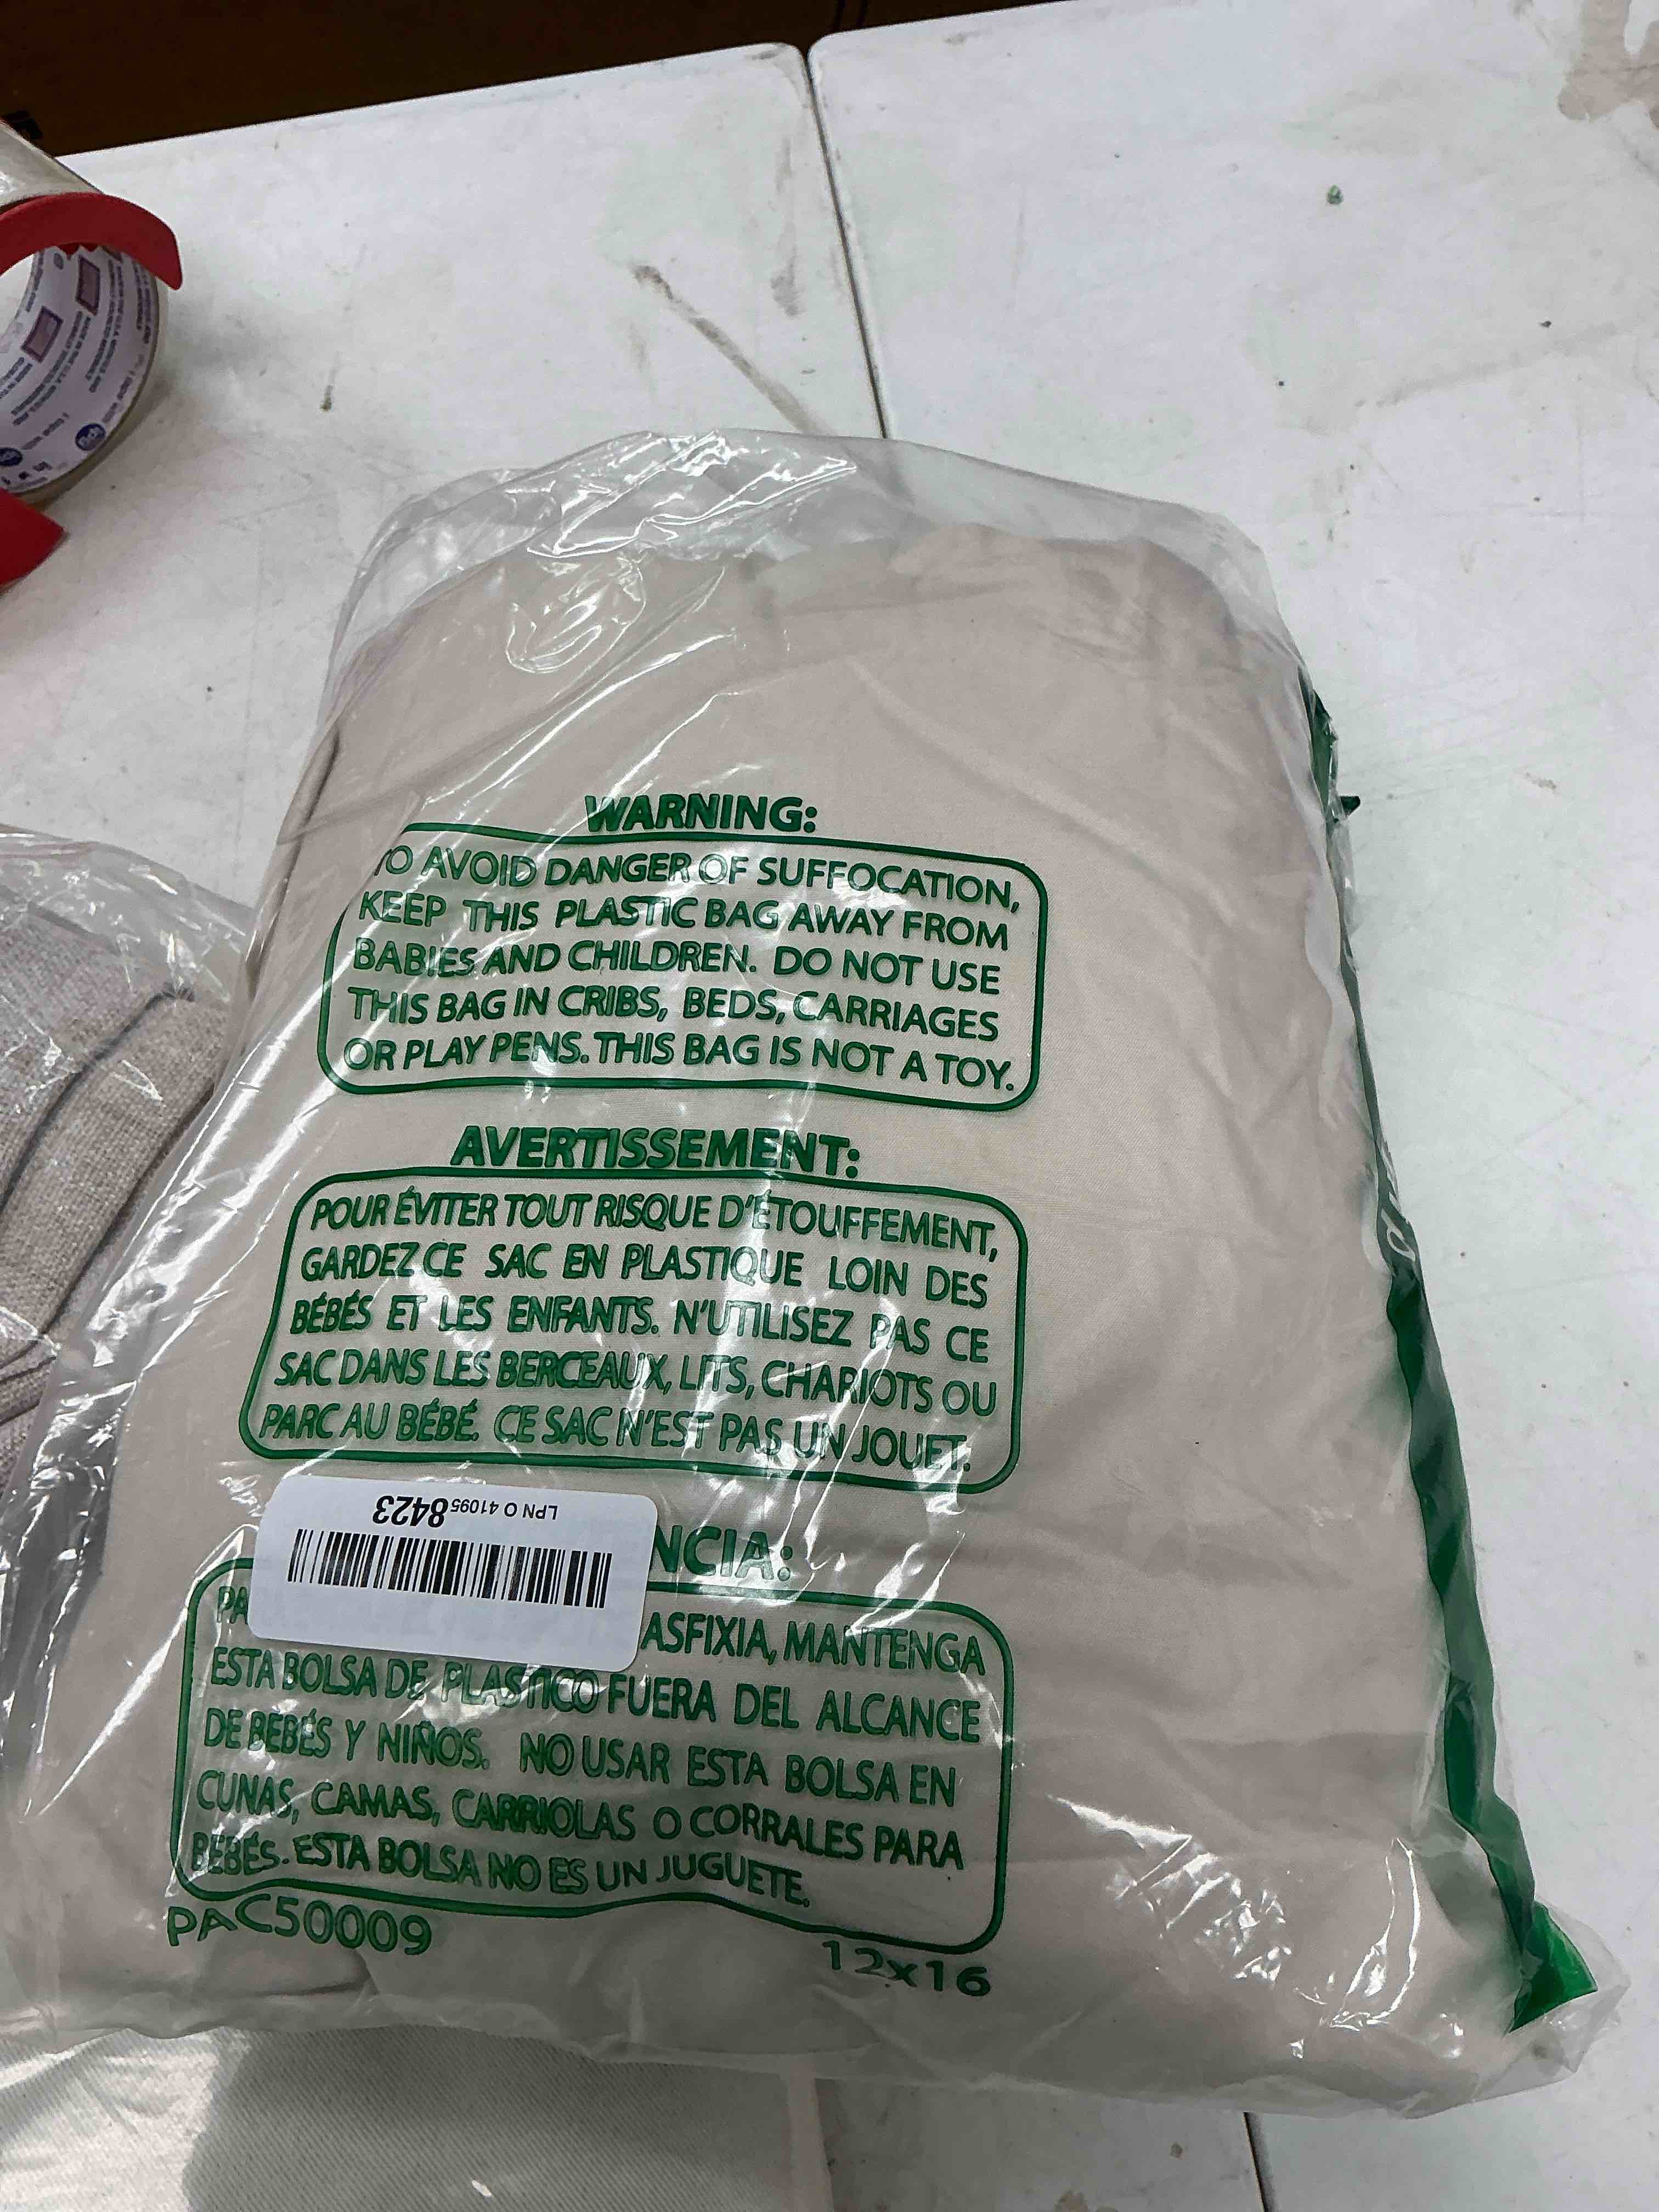 WARNING:
TO AVOID DANGER OF SUFFOCATION,
KEEP THIS PLASTIC BAG AWAY FROM
BABIES AND CHILDREN. DO NOT USE
THIS BAG IN CRIBS, BEDS, CARRIAGES
OR PLAY PENS. THIS BAG IS NOT A TOY.
AVERTISSEMENT:
POUR ÉVITER TOUT RISQUE D'ÉTOUFFEMENT,
GARDEZ CE SAC EN PLASTIQUE LOIN DES
BÉBÉS ET LES ENFANTS. N'UTILISEZ PAS CE
SAC DANS LES BERCEAUX, LITS, CHARIOTS OU
PARC AU BÉBÉ. CE SAC N'EST PAS UN JOUET.
LPN O 41095 8423
NCIA:
PA ASFIXIA, MANTENGA
ESTA BOLSA DE PLASTICO FUERA DEL ALCANCE
DE BEBÉS Y NIÑOS. NO USAR ESTA BOLSA EN
CUNAS, CAMAS, CARRIOLAS O CORRALES PARA
BEBÉS. ESTA BOLSA NO ES UN JUGUETE.
PAC50009
12x16